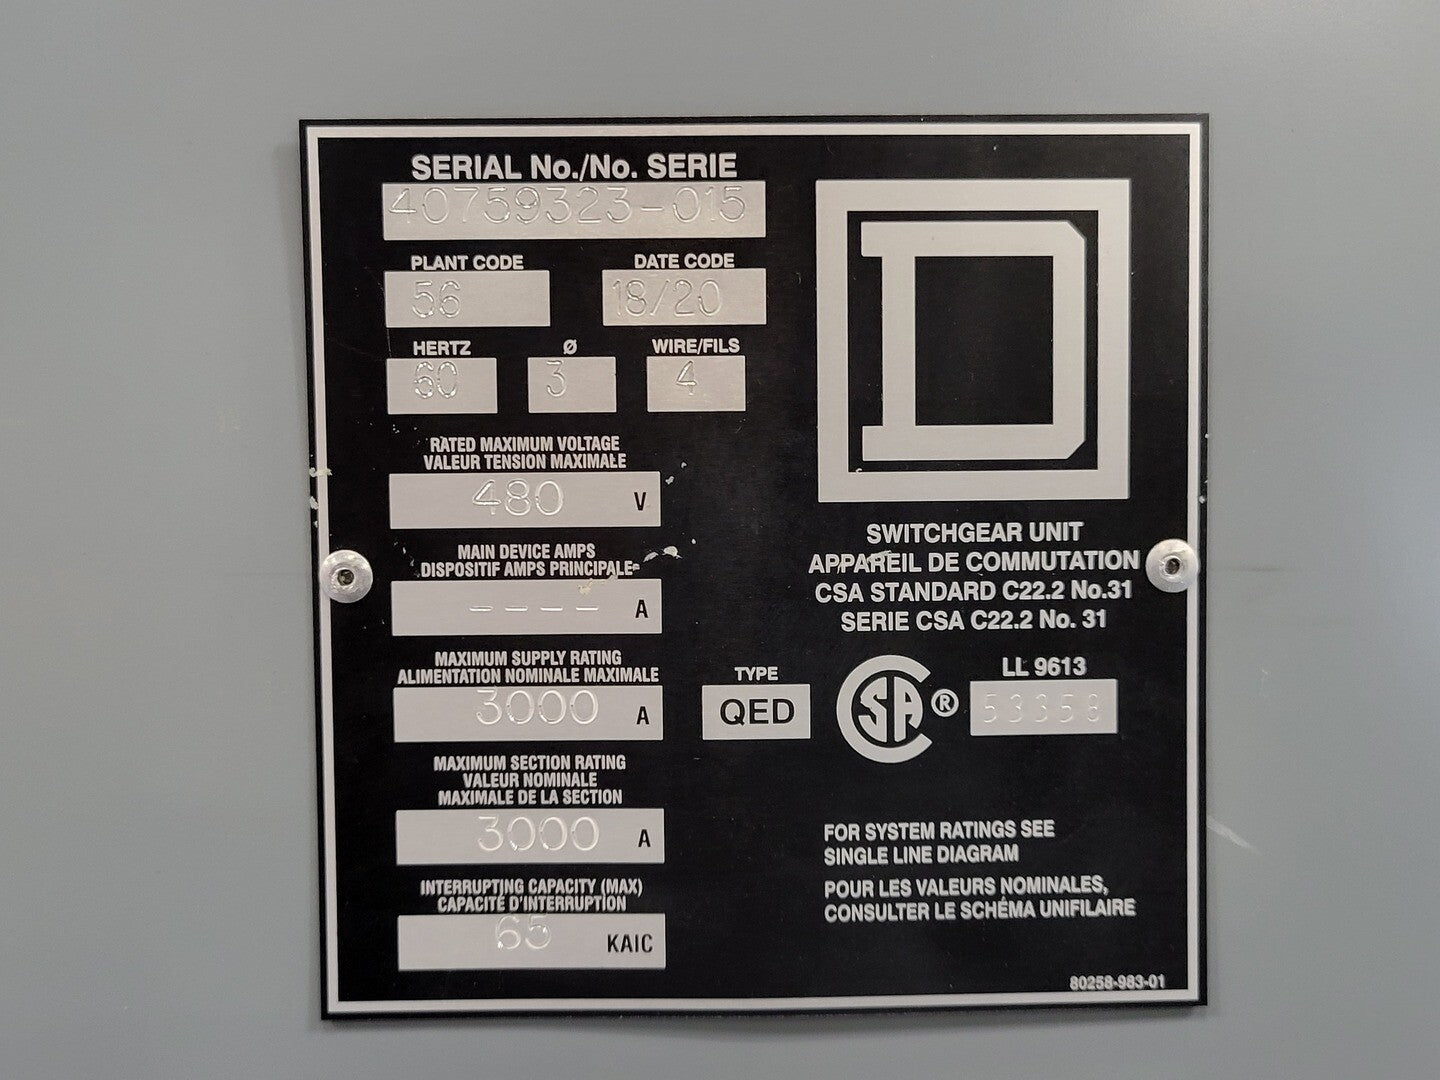 SERIAL No./No. SERIE
40759323-015
PLANT CODE DATE CODE
56 18/20
HERTZ Ø WIRE/FILS
60 3 4
RATED MAXIMUM VOLTAGE
VALEUR TENSION MAXIMALE
480 V
MAIN DEVICE AMPS
DISPOSITIF AMPS PRINCIPALE
---- A
MAXIMUM SUPPLY RATING
ALIMENTATION NOMINALE MAXIMALE
3000 A
MAXIMUM SECTION RATING
VALEUR NOMINALE
MAXIMALE DE LA SECTION
3000 A
INTERRUPTING CAPACITY (MAX)
CAPACITÉ D'INTERRUPTION
65 KAIC
D
SWITCHGEAR UNIT
APPAREIL DE COMMUTATION
CSA STANDARD C22.2 No.31
SERIE CSA C22.2 No. 31
TYPE
QED
CSA ®
LL 9613
53358
FOR SYSTEM RATINGS SEE
SINGLE LINE DIAGRAM
POUR LES VALEURS NOMINALES,
CONSULTER LE SCHÉMA UNIFILAIRE
80258-983-01